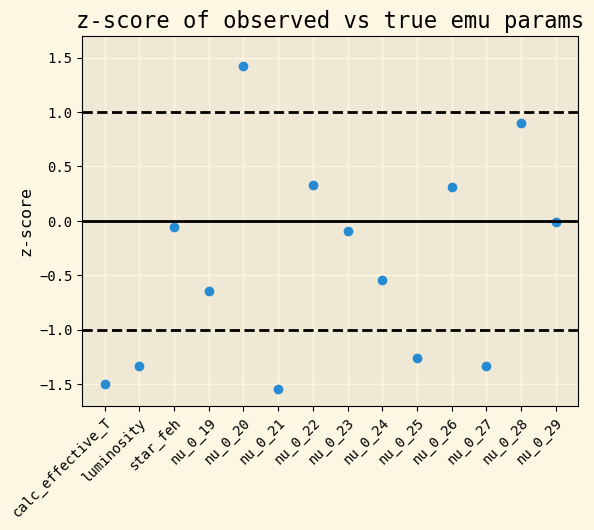 z-score of observed vs true emu params
z-score
1.5
1.0
0.5
0.0
−0.5
−1.0
−1.5
calc_effective_T
luminosity
star_feh
nu_0_19
nu_0_20
nu_0_21
nu_0_22
nu_0_23
nu_0_24
nu_0_25
nu_0_26
nu_0_27
nu_0_28
nu_0_29